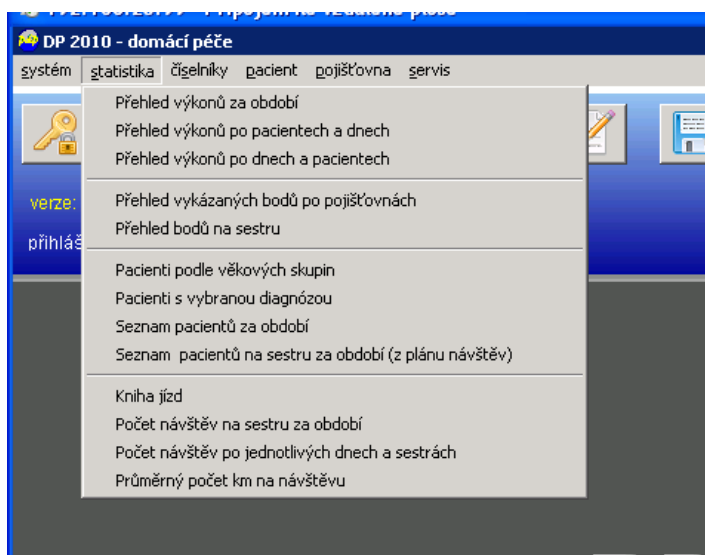 DP 2010 - domácí péče
systém statistika číselníky pacient pojišťovna servis
Přehled výkonů za období
Přehled výkonů po pacientech a dnech
Přehled výkonů po dnech a pacientech
verze:
Přehled vykázaných bodů po pojišťovnách
přihláš
Přehled bodů na sestru
Pacienti podle věkových skupin
Pacienti s vybranou diagnózou
Seznam pacientů za období
Seznam pacientů na sestru za období (z plánu návštěv)
Kniha jízd
Počet návštěv na sestru za období
Počet návštěv po jednotlivých dnech a sestrách
Průměrný počet km na návštěvu